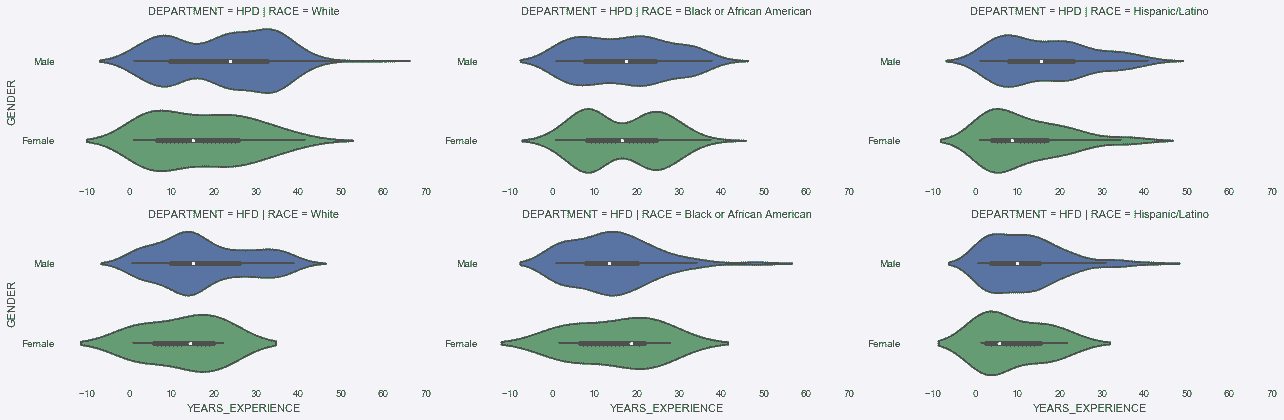 DEPARTMENT = HPD | RACE = White
DEPARTMENT = HPD | RACE = Black or African American
DEPARTMENT = HPD | RACE = Hispanic/Latino
GENDER
Male
Female
Male
Female
Male
Female
−10 0 10 20 30 40 50 60 70
−10 0 10 20 30 40 50 60 70
−10 0 10 20 30 40 50 60 70
DEPARTMENT = HFD | RACE = White
DEPARTMENT = HFD | RACE = Black or African American
DEPARTMENT = HFD | RACE = Hispanic/Latino
GENDER
Male
Female
Male
Female
Male
Female
−10 0 10 20 30 40 50 60 70
−10 0 10 20 30 40 50 60 70
−10 0 10 20 30 40 50 60 70
YEARS_EXPERIENCE
YEARS_EXPERIENCE
YEARS_EXPERIENCE